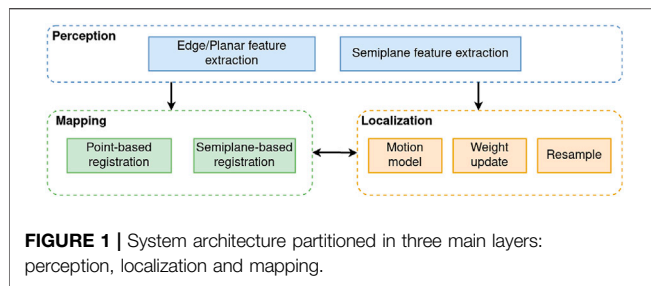 Perception
Edge/Planar feature
extraction
Semiplane feature extraction
Mapping
Point-based
registration
Semiplane-based
registration
Localization
Motion
model
Weight
update
Resample
FIGURE 1 | System architecture partitioned in three main layers:
perception, localization and mapping.